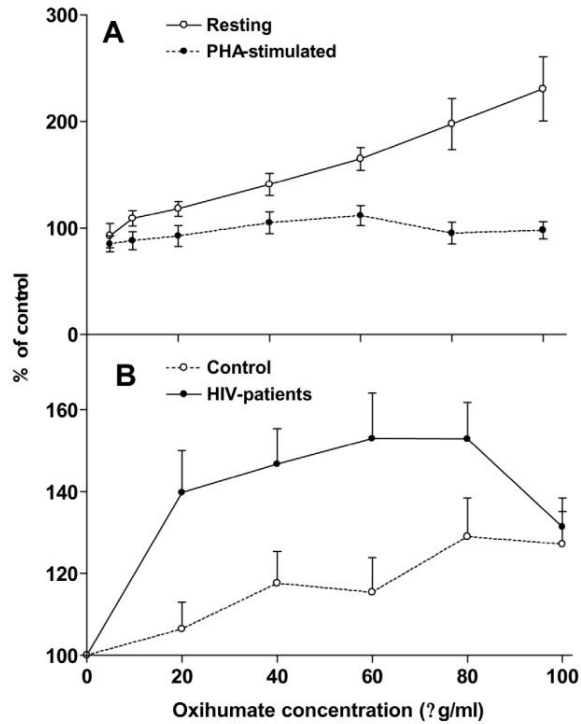 300
A
Resting
PHA-stimulated
200
100
0
% of control
B
Control
HIV-patients
160
140
120
100
0 20 40 60 80 100
Oxihumate concentration (?g/ml)